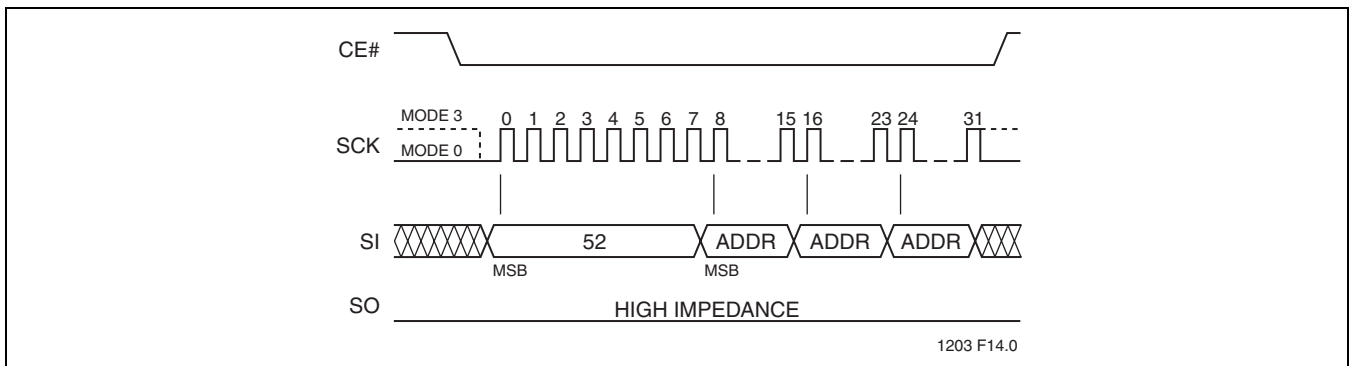 CE#
MODE 3
0 1 2 3 4 5 6 7 8 15 16 23 24 31
SCK
MODE 0
SI 52 ADDR ADDR ADDR
MSB MSB
SO HIGH IMPEDANCE
1203 F14.0